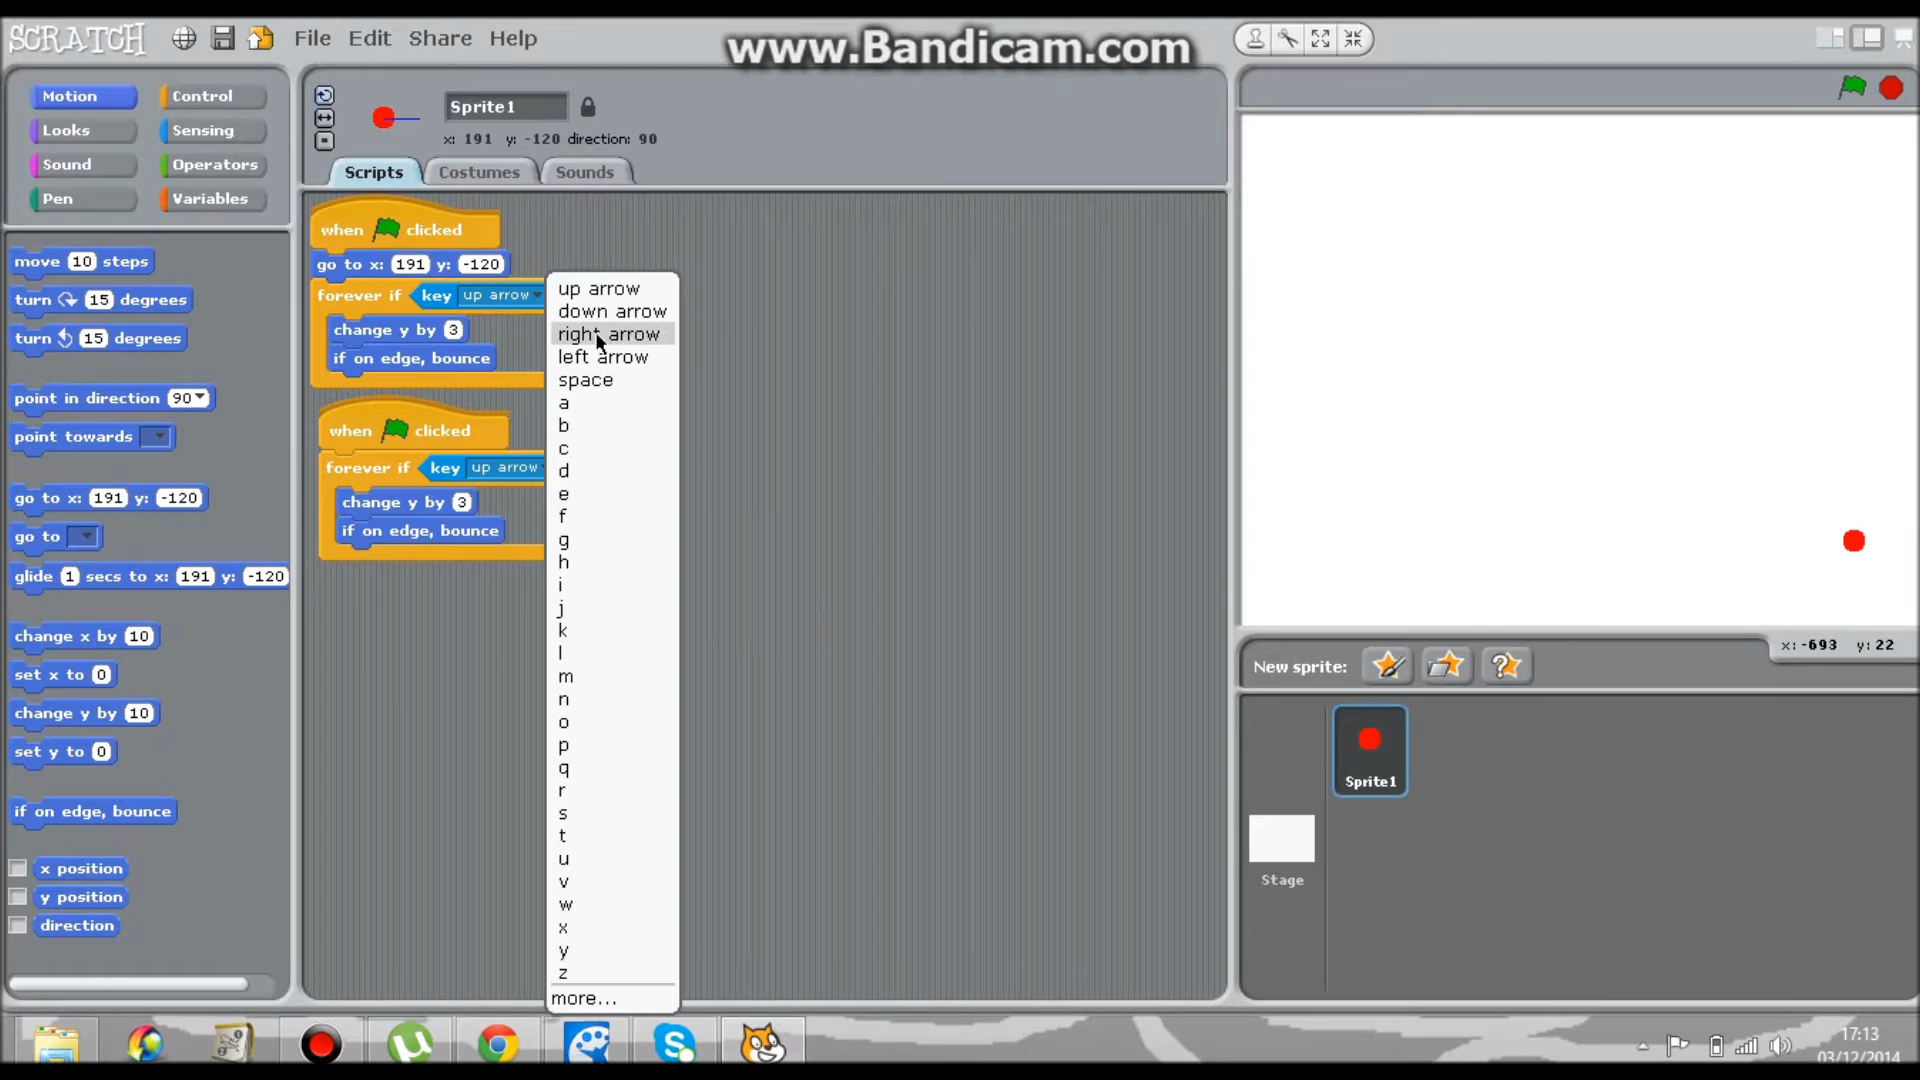 SCRATCH
File Edit Share Help
www.Bandicam.com
Motion
Control
Looks
Sensing
Sound
Operators
Pen
Variables
Sprite1
x: 191 y: -120 direction: 90
Scripts
Costumes
Sounds
move 10 steps
turn 15 degrees
turn 15 degrees
point in direction 90
point towards
go to x: 191 y: -120
go to
glide 1 secs to x: 191 y: -120
change x by 10
set x to 0
change y by 10
set y to 0
if on edge, bounce
x position
y position
direction
when clicked
go to x: 191 y: -120
forever if key up arrow
change y by 3
if on edge, bounce
when clicked
forever if key up arrow
change y by 3
if on edge, bounce
up arrow
down arrow
right arrow
left arrow
space
a
b
c
d
e
f
g
h
i
j
k
l
m
n
o
p
q
r
s
t
u
v
w
x
y
z
more...
x: -693 y: 22
New sprite:
Sprite1
Stage
17:13
03/12/2014